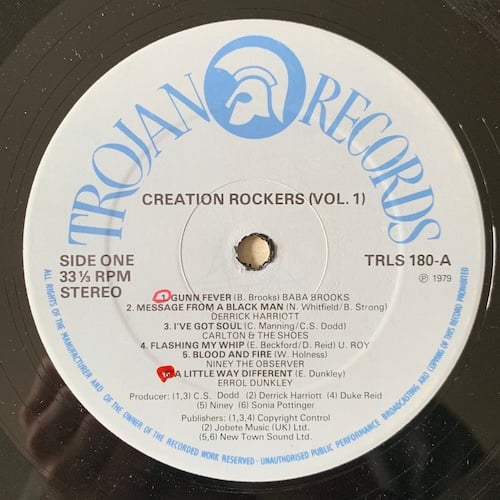 TROJAN RECORDS
CREATION ROCKERS (VOL. 1)
SIDE ONE
33⅓ RPM
STEREO
TRLS 180-A
℗ 1979
1. GUNN FEVER (B. Brooks) BABA BROOKS
2. MESSAGE FROM A BLACK MAN (N. Whitfield/B. Strong)
DERRICK HARRIOTT
3. I'VE GOT SOUL (C. Manning/C.S. Dodd)
CARLTON & THE SHOES
4. FLASHING MY WHIP (E. Beckford/D. Reid) U. ROY
5. BLOOD AND FIRE (W. Holness)
NINEY THE OBSERVER
A LITTLE WAY DIFFERENT (E. Dunkley)
ERROL DUNKLEY
Producer: (1,3) C.S. Dodd (2) Derrick Harriott (4) Duke Reid
(5) Niney (6) Sonia Pottinger
Publishers: (1,3,4) Copyright Control
(2) Jobete Music (UK) Ltd.
(5,6) New Town Sound Ltd.
ALL RIGHTS OF THE MANUFACTURER AND OF THE OWNER OF THE RECORDED WORK RESERVED · UNAUTHORISED PUBLIC PERFORMANCE BROADCASTING AND COPYING OF THIS RECORD PROHIBITED